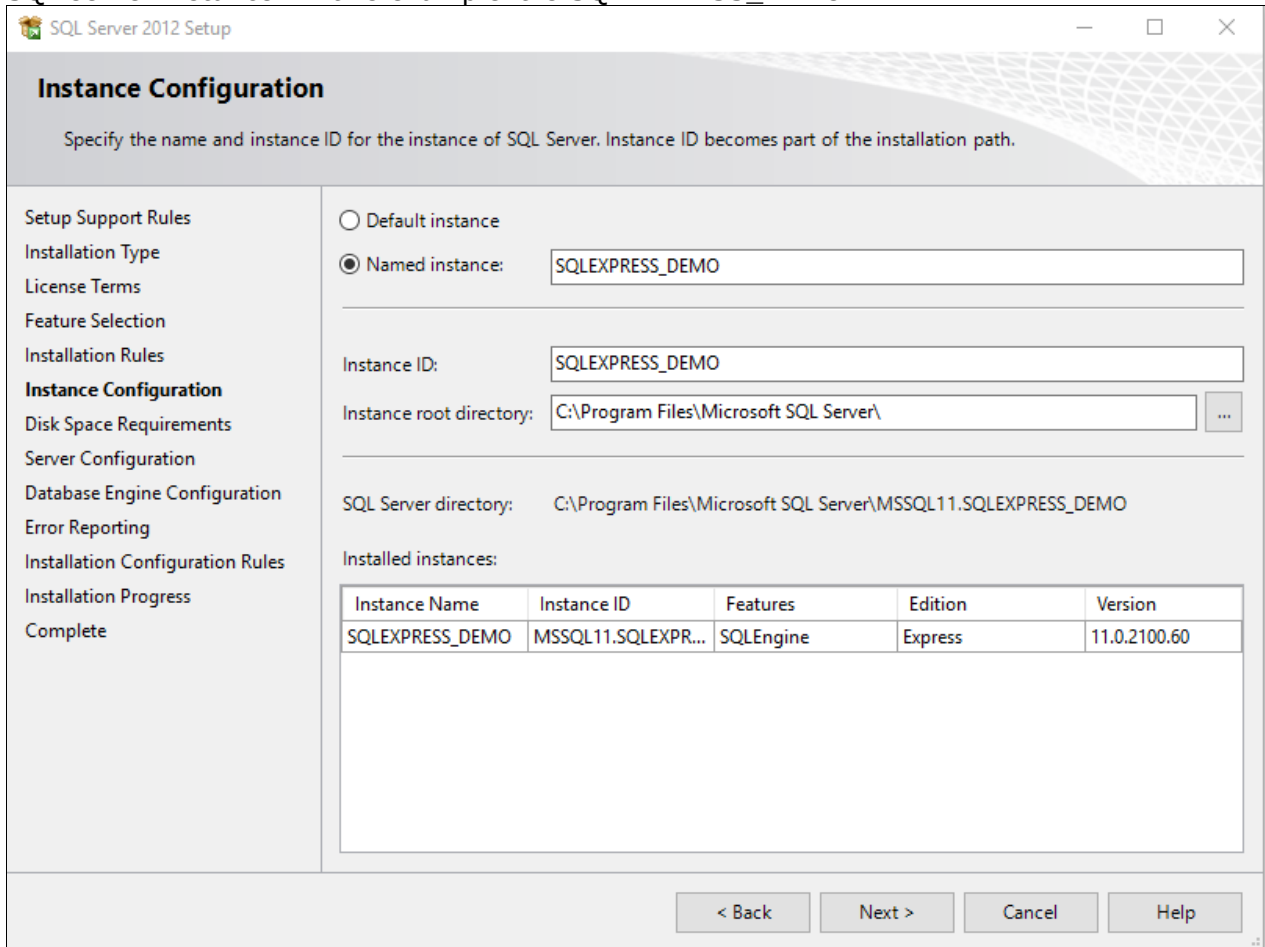 SQL Server 2012 Setup
Instance Configuration
Specify the name and instance ID for the instance of SQL Server. Instance ID becomes part of the installation path.
Setup Support Rules
Installation Type
License Terms
Feature Selection
Installation Rules
Instance Configuration
Disk Space Requirements
Server Configuration
Database Engine Configuration
Error Reporting
Installation Configuration Rules
Installation Progress
Complete
Default instance
Named instance: SQLEXPRESS_DEMO
Instance ID: SQLEXPRESS_DEMO
Instance root directory: C:\Program Files\Microsoft SQL Server\ ...
SQL Server directory: C:\Program Files\Microsoft SQL Server\MSSQL11.SQLEXPRESS_DEMO
Installed instances:
Instance Name Instance ID Features Edition Version
SQLEXPRESS_DEMO MSSQL11.SQLEXPR... SQLEngine Express 11.0.2100.60
< Back Next > Cancel Help